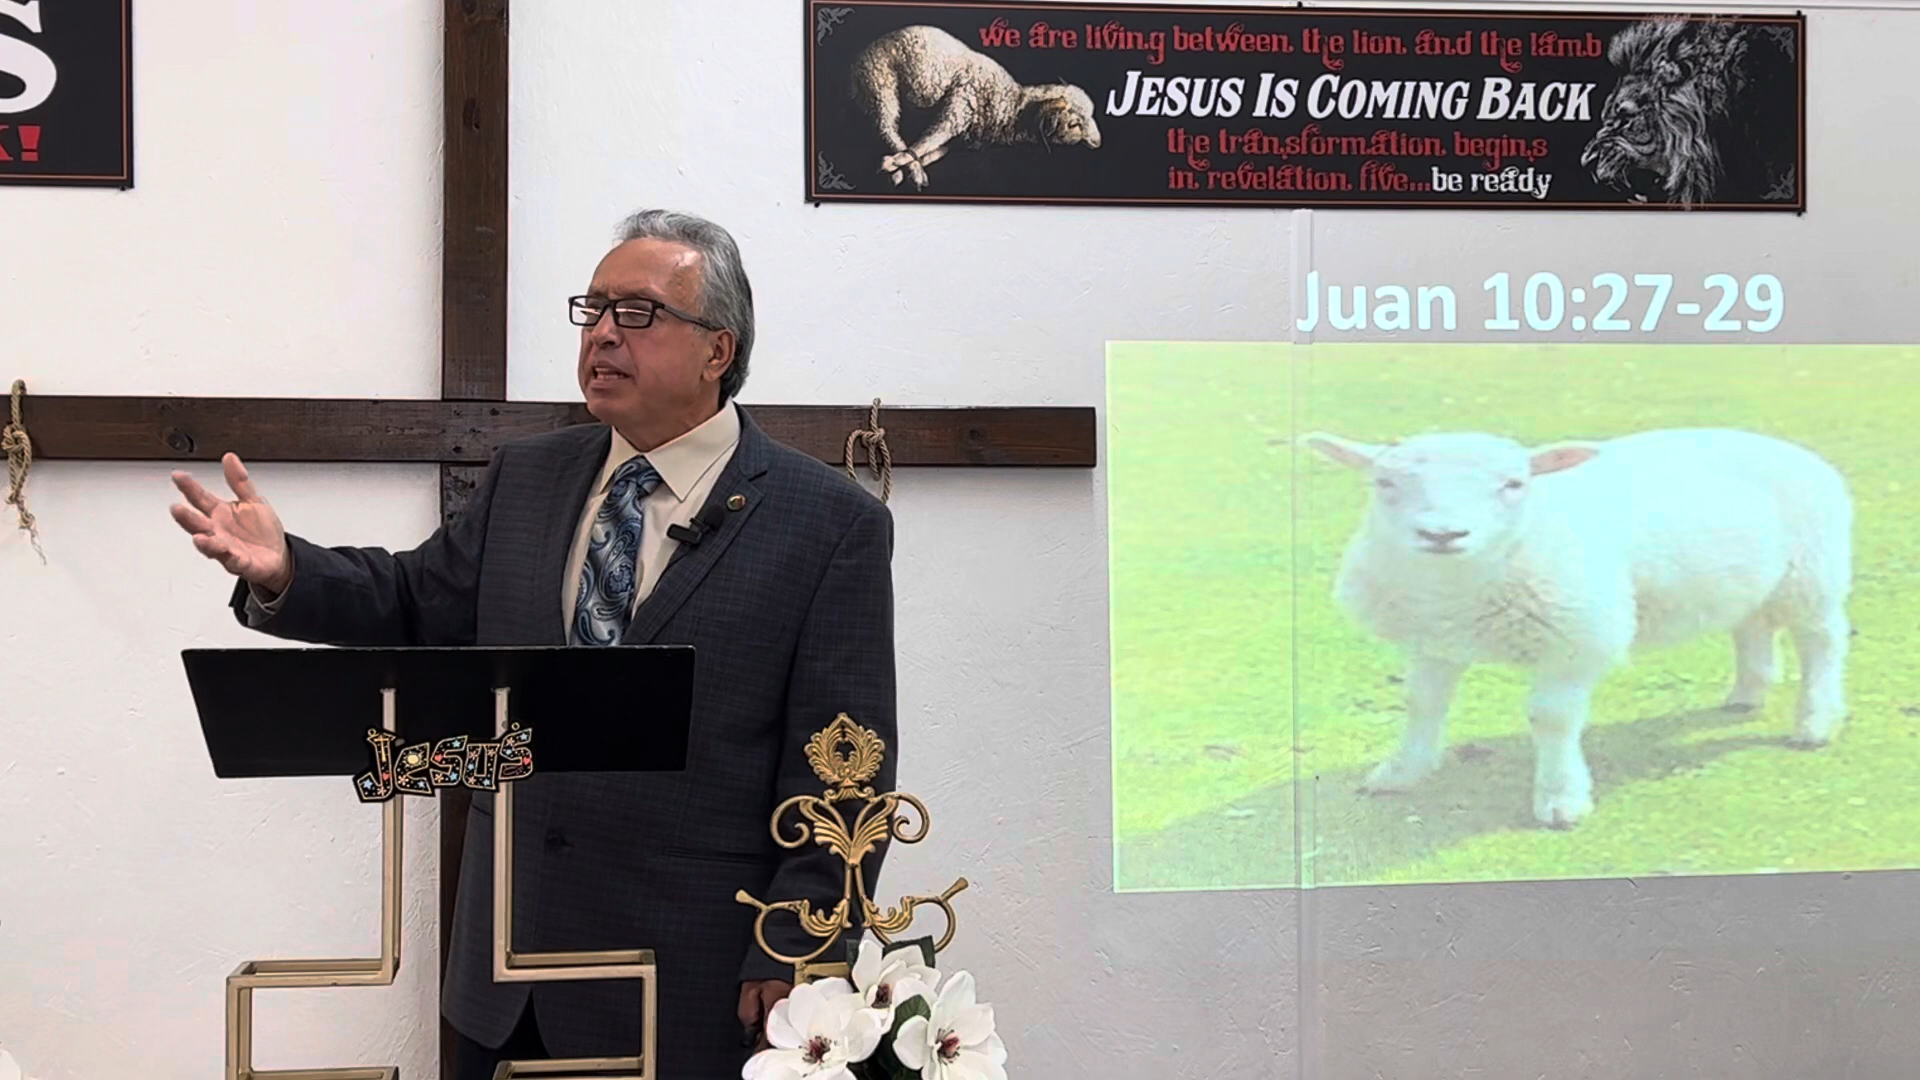 S
K!
we are living between the lion and the lamb
JESUS IS COMING BACK
the transformation begins
in revelation five...be ready
Juan 10:27-29
Jesus